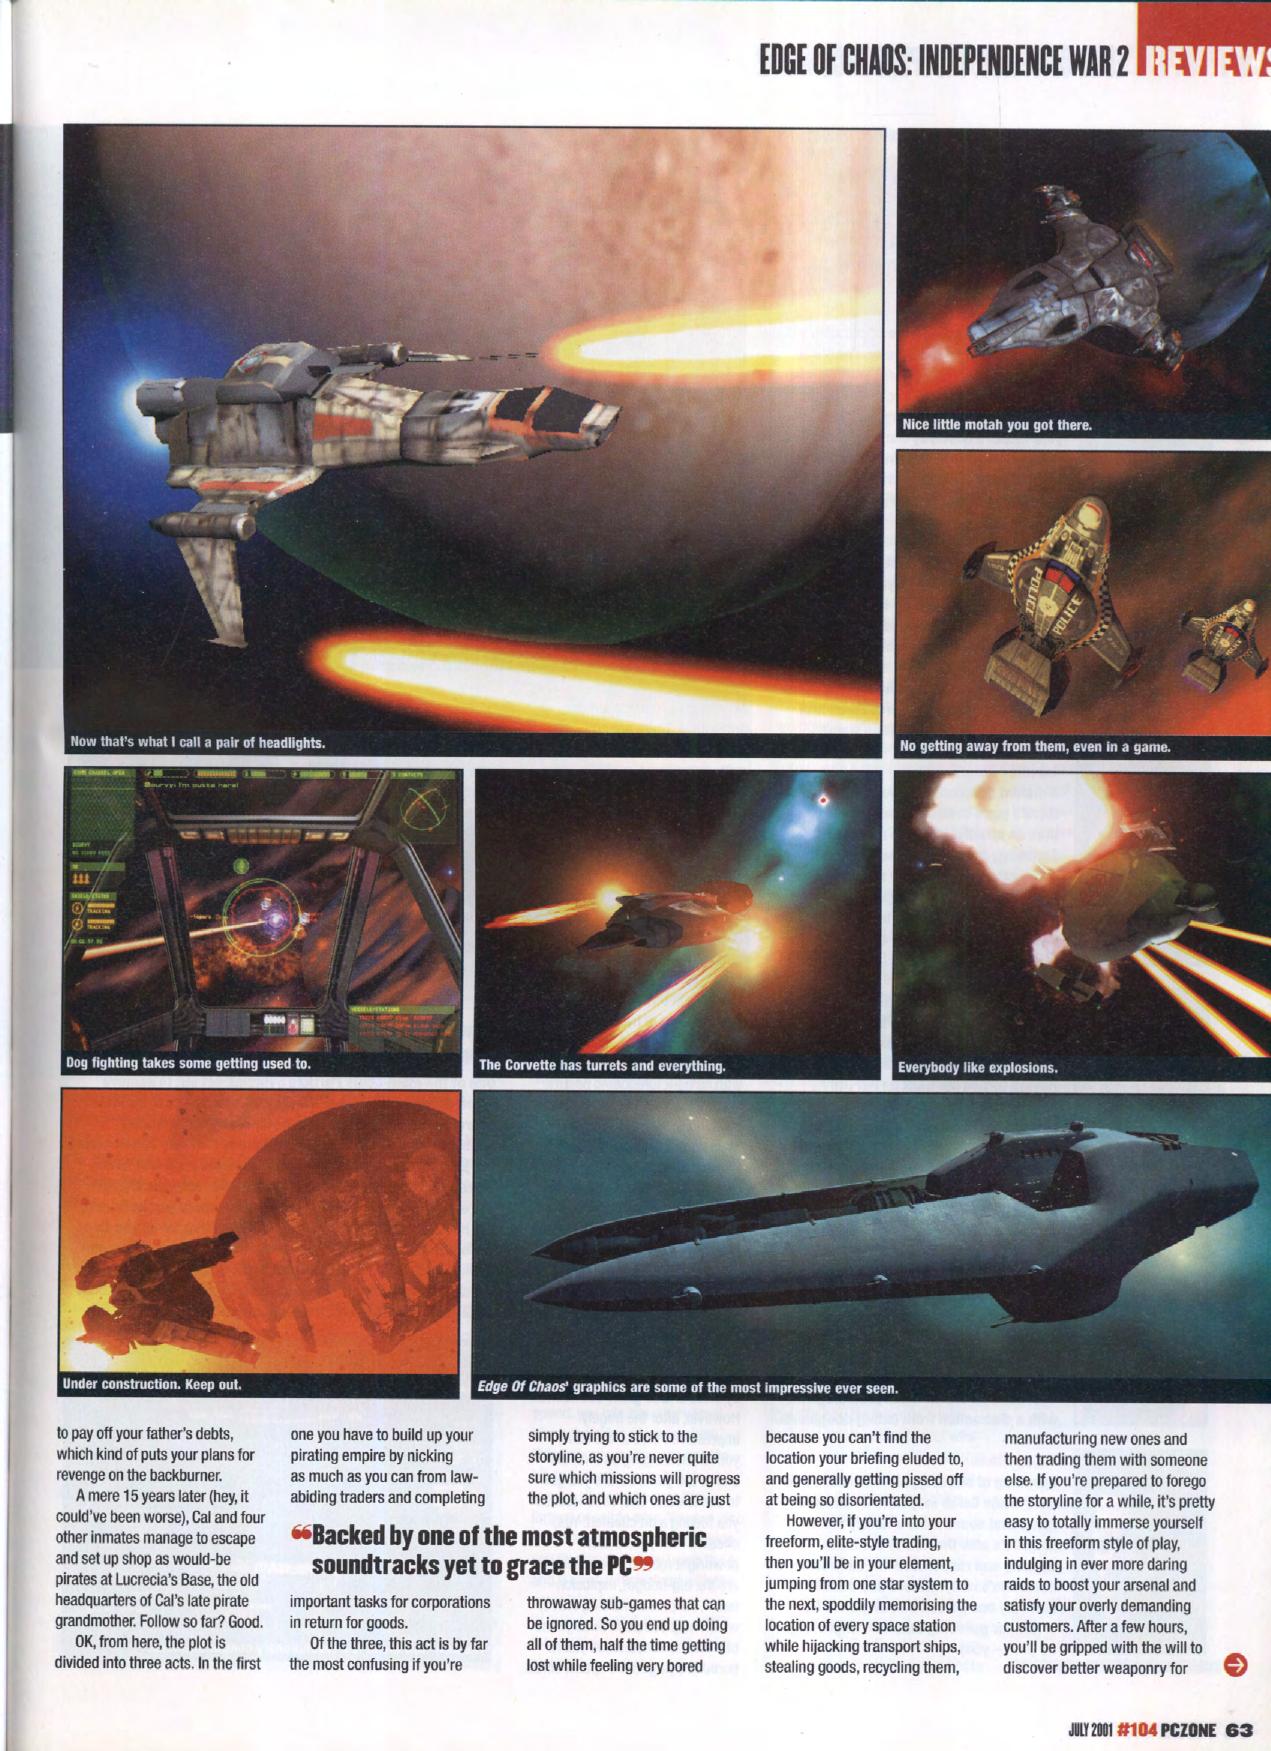 EDGE OF CHAOS: INDEPENDENCE WAR 2
REVIEWS
Now that's what I call a pair of headlights.
Nice little motah you got there.
POLICE
POLICE
No getting away from them, even in a game.
TRACKING
TRACKING
Dog fighting takes some getting used to.
The Corvette has turrets and everything.
Everybody like explosions.
Under construction. Keep out.
Edge Of Chaos' graphics are some of the most impressive ever seen.
to pay off your father's debts,
which kind of puts your plans for
revenge on the backburner.
A mere 15 years later (hey, it
could've been worse), Cal and four
other inmates manage to escape
and set up shop as would-be
pirates at Lucrecia's Base, the old
headquarters of Cal's late pirate
grandmother. Follow so far? Good.
OK, from here, the plot is
divided into three acts. In the first
one you have to build up your
pirating empire by nicking
as much as you can from law-
abiding traders and completing
“Backed by one of the most atmospheric
soundtracks yet to grace the PC”
important tasks for corporations
in return for goods.
Of the three, this act is by far
the most confusing if you're
simply trying to stick to the
storyline, as you're never quite
sure which missions will progress
the plot, and which ones are just
throwaway sub-games that can
be ignored. So you end up doing
all of them, half the time getting
lost while feeling very bored
because you can't find the
location your briefing eluded to,
and generally getting pissed off
at being so disorientated.
However, if you're into your
freeform, elite-style trading,
then you'll be in your element,
jumping from one star system to
the next, spoddily memorising the
location of every space station
while hijacking transport ships,
stealing goods, recycling them,
manufacturing new ones and
then trading them with someone
else. If you're prepared to forego
the storyline for a while, it's pretty
easy to totally immerse yourself
in this freeform style of play,
indulging in ever more daring
raids to boost your arsenal and
satisfy your overly demanding
customers. After a few hours,
you'll be gripped with the will to
discover better weaponry for
JULY 2001 #104 PCZONE 63